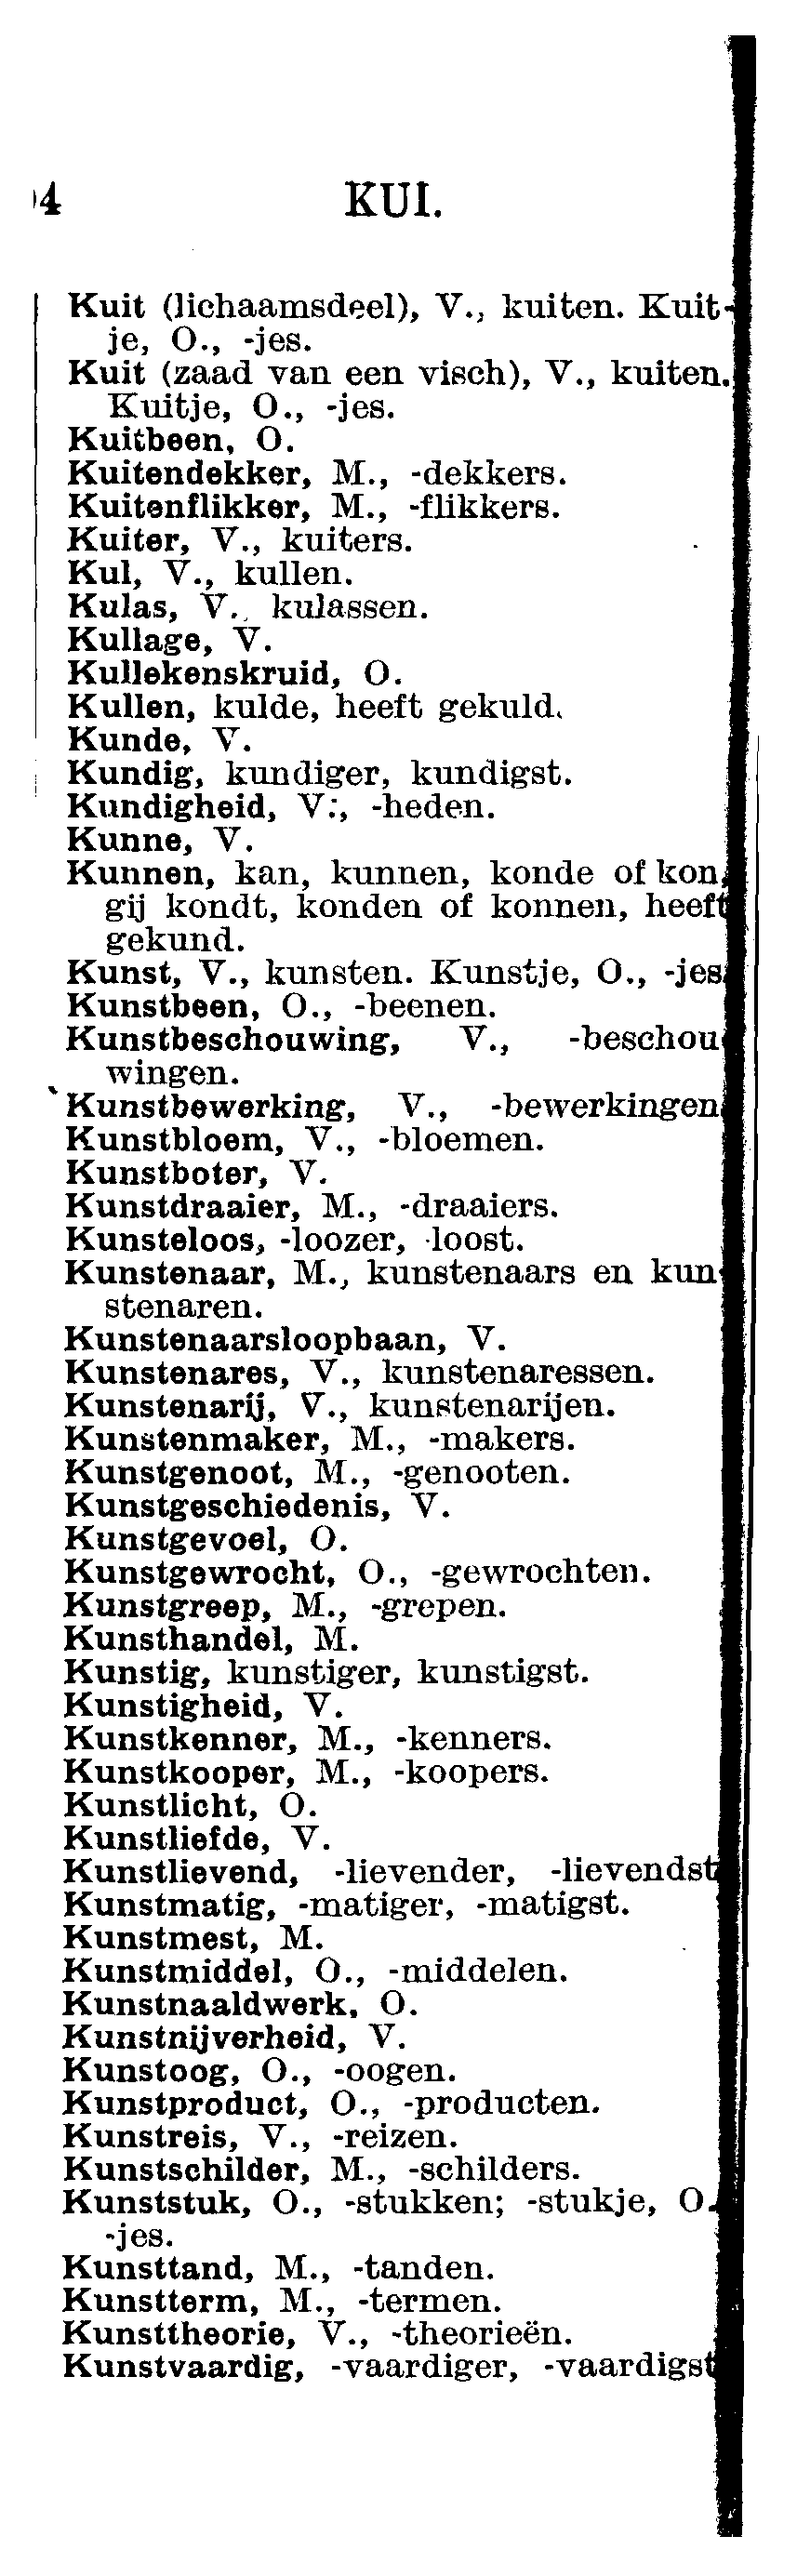 4 KUI.
Kuit (lichaamsdeel), V., kuiten. Kuit-
je, O., -jes.
Kuit (zaad van een visch), V., kuiten.
Kuitje, O., -jes.
Kuitbeen, O.
Kuitendekker, M., -dekkers.
Kuitenflikker, M., -flikkers.
Kuiter, V., kuiters.
Kul, V., kullen.
Kulas, V., kulassen.
Kullage, V.
Kullekenskruid, O.
Kullen, kulde, heeft gekuld.
Kunde, V.
Kundig, kundiger, kundigst.
Kundigheid, V., -heden.
Kunne, V.
Kunnen, kan, kunnen, konde of kon,
gij kondt, konden of konnen, heeft
gekund.
Kunst, V., kunsten. Kunstje, O., -jes
Kunstbeen, O., -beenen.
Kunstbeschouwing, V., -beschou
wingen.
Kunstbewerking, V., -bewerkingen
Kunstbloem, V., -bloemen.
Kunstboter, V.
Kunstdraaier, M., -draaiers.
Kunsteloos, -loozer, -loost.
Kunstenaar, M., kunstenaars en kun-
stenaren.
Kunstenaarsloopbaan, V.
Kunstenares, V., kunstenaressen.
Kunstenarij, V., kunstenarijen.
Kunstenmaker, M., -makers.
Kunstgenoot, M., -genooten.
Kunstgeschiedenis, V.
Kunstgevoel, O.
Kunstgewrocht, O., -gewrochten.
Kunstgreep, M., -grepen.
Kunsthandel, M.
Kunstig, kunstiger, kunstigst.
Kunstigheid, V.
Kunstkenner, M., -kenners.
Kunstkooper, M., -koopers.
Kunstlicht, O.
Kunstliefde, V.
Kunstlievend, -lievender, -lievendst
Kunstmatig, -matiger, -matigst.
Kunstmest, M.
Kunstmiddel, O., -middelen.
Kunstnaaldwerk, O.
Kunstnijverheid, V.
Kunstoog, O., -oogen.
Kunstproduct, O., -producten.
Kunstreis, V., -reizen.
Kunstschilder, M., -schilders.
Kunststuk, O., -stukken; -stukje, O.
-jes.
Kunsttand, M., -tanden.
Kunstterm, M., -termen.
Kunsttheorie, V., -theorieën.
Kunstvaardig, -vaardiger, -vaardigst